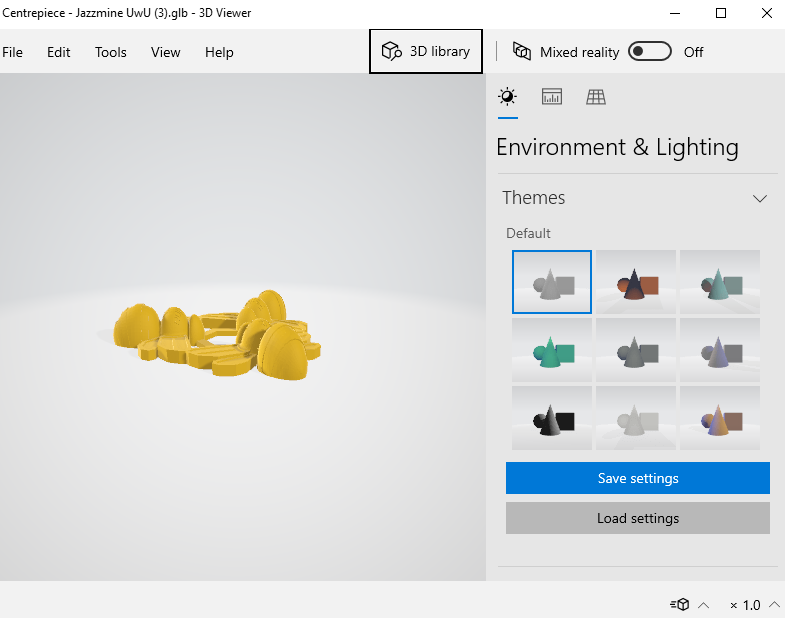 Centrepiece - Jazzmine UwU (3).glb - 3D Viewer
File Edit Tools View Help 3D library Mixed reality Off
Environment & Lighting
Themes
Default
Save settings
Load settings
× 1.0